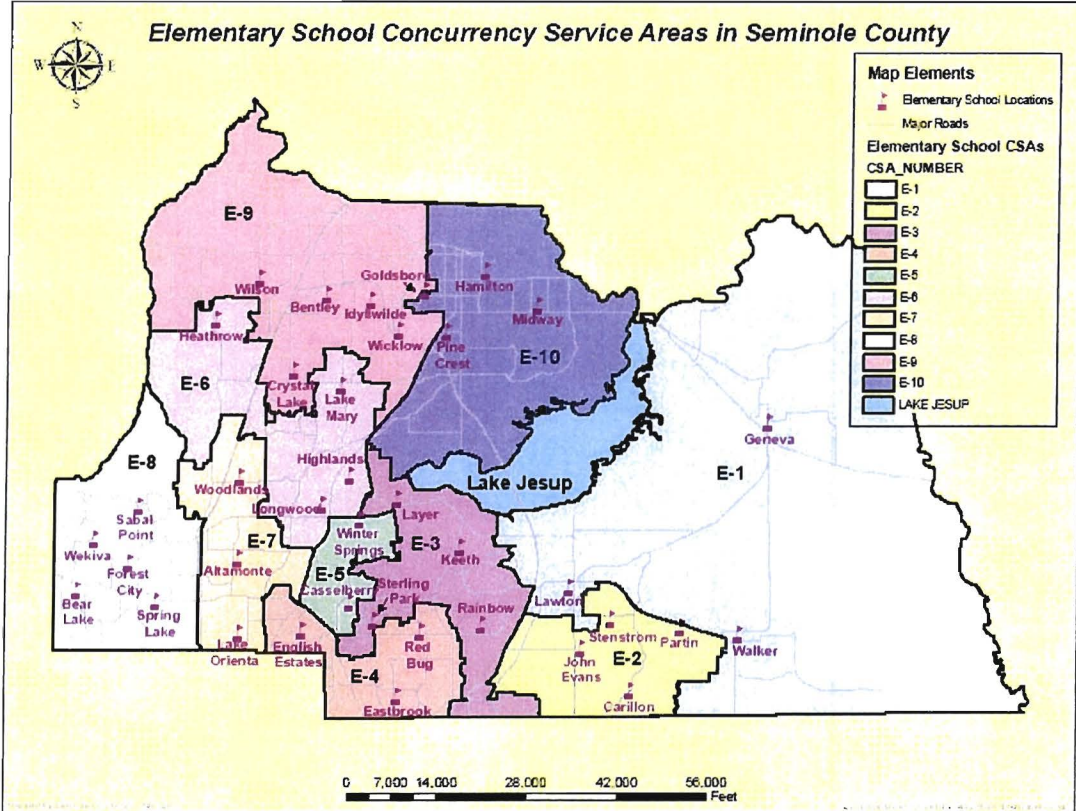 Elementary School Concurrency Service Areas in Seminole County
N
W
E
S
Map Elements
Elementary School Locations
Major Roads
Elementary School CSAs
CSA_NUMBER
E-1
E-2
E-3
E-4
E-5
E-6
E-7
E-8
E-9
E-10
LAKE JESUP
E-9
Goldsboro
Wilson
Hamilton
Bentley
Idyllwilde
Midway
Heathrow
Wicklow
Pine
Crest
E-10
E-6
Crystal
Lake
Lake
Mary
Geneva
E-8
Highlands
E-1
Woodlands
Lake Jesup
Longwood
Layer
Sabal
Point
Winter
Springs
E-3
Wekiva
E-7
Keeth
Forest
City
Altamonte
E-5
Casselberry
Sterling
Park
Lawton
Bear
Lake
Spring
Lake
Rainbow
Stenstrom
Partin
Walker
Lake
Orienta
English
Estates
Red
Bug
John
Evans
E-2
E-4
Eastbrook
Carillon
0 7,000 14,000 28,000 42,000 56,000
Feet